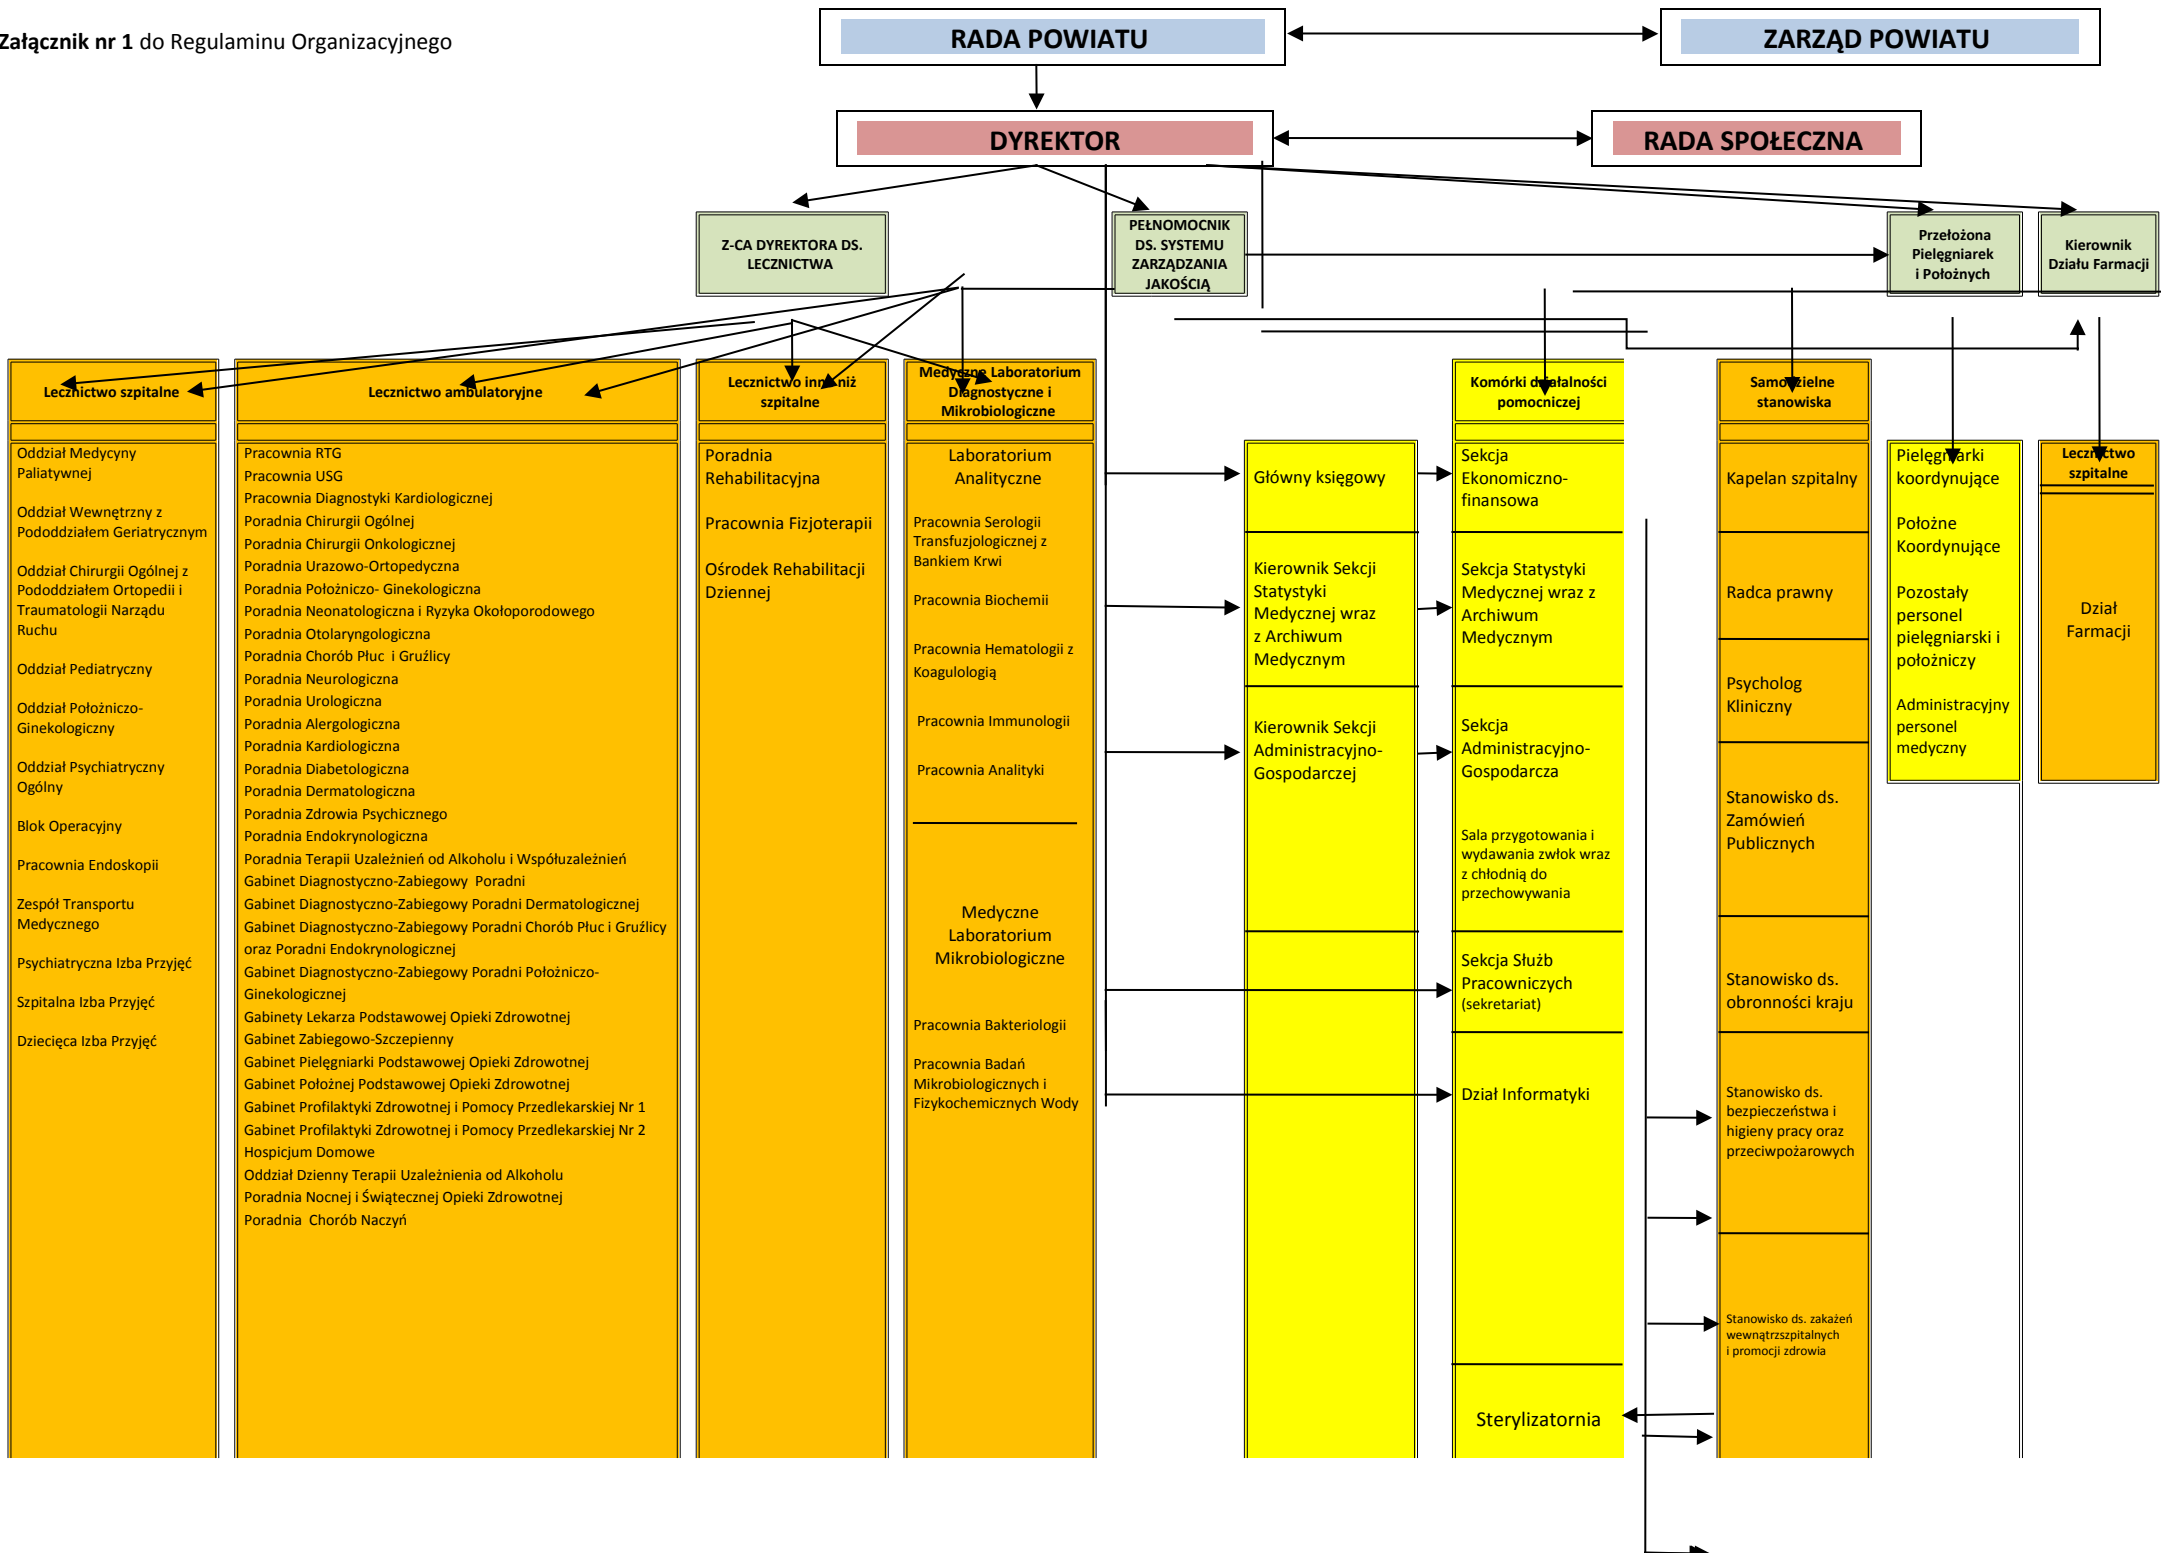 Załącznik nr 1 do Regulaminu Organizacyjnego
RADA POWIATU
ZARZĄD POWIATU
DYREKTOR
RADA SPOŁECZNA
Z-CA DYREKTORA DS.
LECZNICTWA
PEŁNOMOCNIK
DS. SYSTEMU
ZARZĄDZANIA
JAKOŚCIĄ
Przełożona
Pielęgniarek
i Położnych
Kierownik
Działu Farmacji
Lecznictwo szpitalne
Oddział Medycyny
Paliatywnej
Oddział Wewnętrzny z
Pododdziałem Geriatrycznym
Oddział Chirurgii Ogólnej z
Pododdziałem Ortopedii i
Traumatologii Narządu
Ruchu
Oddział Pediatryczny
Oddział Położniczo-
Ginekologiczny
Oddział Psychiatryczny
Ogólny
Blok Operacyjny
Pracownia Endoskopii
Zespół Transportu
Medycznego
Psychiatryczna Izba Przyjęć
Szpitalna Izba Przyjęć
Dziecięca Izba Przyjęć
Lecznictwo ambulatoryjne
Pracownia RTG
Pracownia USG
Pracownia Diagnostyki Kardiologicznej
Poradnia Chirurgii Ogólnej
Poradnia Chirurgii Onkologicznej
Poradnia Urazowo-Ortopedyczna
Poradnia Położniczo- Ginekologiczna
Poradnia Neonatologiczna i Ryzyka Okołoporodowego
Poradnia Otolaryngologiczna
Poradnia Chorób Płuc i Gruźlicy
Poradnia Neurologiczna
Poradnia Urologiczna
Poradnia Alergologiczna
Poradnia Kardiologiczna
Poradnia Diabetologiczna
Poradnia Dermatologiczna
Poradnia Zdrowia Psychicznego
Poradnia Endokrynologiczna
Poradnia Terapii Uzależnień od Alkoholu i Współuzależnień
Gabinet Diagnostyczno-Zabiegowy Poradni
Gabinet Diagnostyczno-Zabiegowy Poradni Dermatologicznej
Gabinet Diagnostyczno-Zabiegowy Poradni Chorób Płuc i Gruźlicy
oraz Poradni Endokrynologicznej
Gabinet Diagnostyczno-Zabiegowy Poradni Położniczo-
Ginekologicznej
Gabinety Lekarza Podstawowej Opieki Zdrowotnej
Gabinet Zabiegowo-Szczepienny
Gabinet Pielęgniarki Podstawowej Opieki Zdrowotnej
Gabinet Położnej Podstawowej Opieki Zdrowotnej
Gabinet Profilaktyki Zdrowotnej i Pomocy Przedlekarskiej Nr 1
Gabinet Profilaktyki Zdrowotnej i Pomocy Przedlekarskiej Nr 2
Hospicjum Domowe
Oddział Dzienny Terapii Uzależnienia od Alkoholu
Poradnia Nocnej i Świątecznej Opieki Zdrowotnej
Poradnia Chorób Naczyń
Lecznictwo inne niż
szpitalne
Poradnia
Rehabilitacyjna
Pracownia Fizjoterapii
Ośrodek Rehabilitacji
Dziennej
Medyczne Laboratorium
Diagnostyczne i
Mikrobiologiczne
Laboratorium
Analityczne
Pracownia Serologii
Transfuzjologicznej z
Bankiem Krwi
Pracownia Biochemii
Pracownia Hematologii z
Koagulologią
Pracownia Immunologii
Pracownia Analityki
Medyczne
Laboratorium
Mikrobiologiczne
Pracownia Bakteriologii
Pracownia Badań
Mikrobiologicznych i
Fizykochemicznych Wody
Główny księgowy
Kierownik Sekcji
Statystyki
Medycznej wraz
z Archiwum
Medycznym
Kierownik Sekcji
Administracyjno-
Gospodarczej
Komórki działalności
pomocniczej
Sekcja
Ekonomiczno-
finansowa
Sekcja Statystyki
Medycznej wraz z
Archiwum
Medycznym
Sekcja
Administracyjno-
Gospodarcza
Sala przygotowania i
wydawania zwłok wraz
z chłodnią do
przechowywania
Sekcja Służb
Pracowniczych
(sekretariat)
Dział Informatyki
Sterylizatornia
Samodzielne
stanowiska
Kapelan szpitalny
Radca prawny
Psycholog
Kliniczny
Stanowisko ds.
Zamówień
Publicznych
Stanowisko ds.
obronności kraju
Stanowisko ds.
bezpieczeństwa i
higieny pracy oraz
przeciwpożarowych
Stanowisko ds. zakażeń
wewnątrzszpitalnych
i promocji zdrowia
Pielęgniarki
koordynujące
Położne
Koordynujące
Pozostały
personel
pielęgniarski i
położniczy
Administracyjny
personel
medyczny
Lecznictwo
szpitalne
Dział
Farmacji